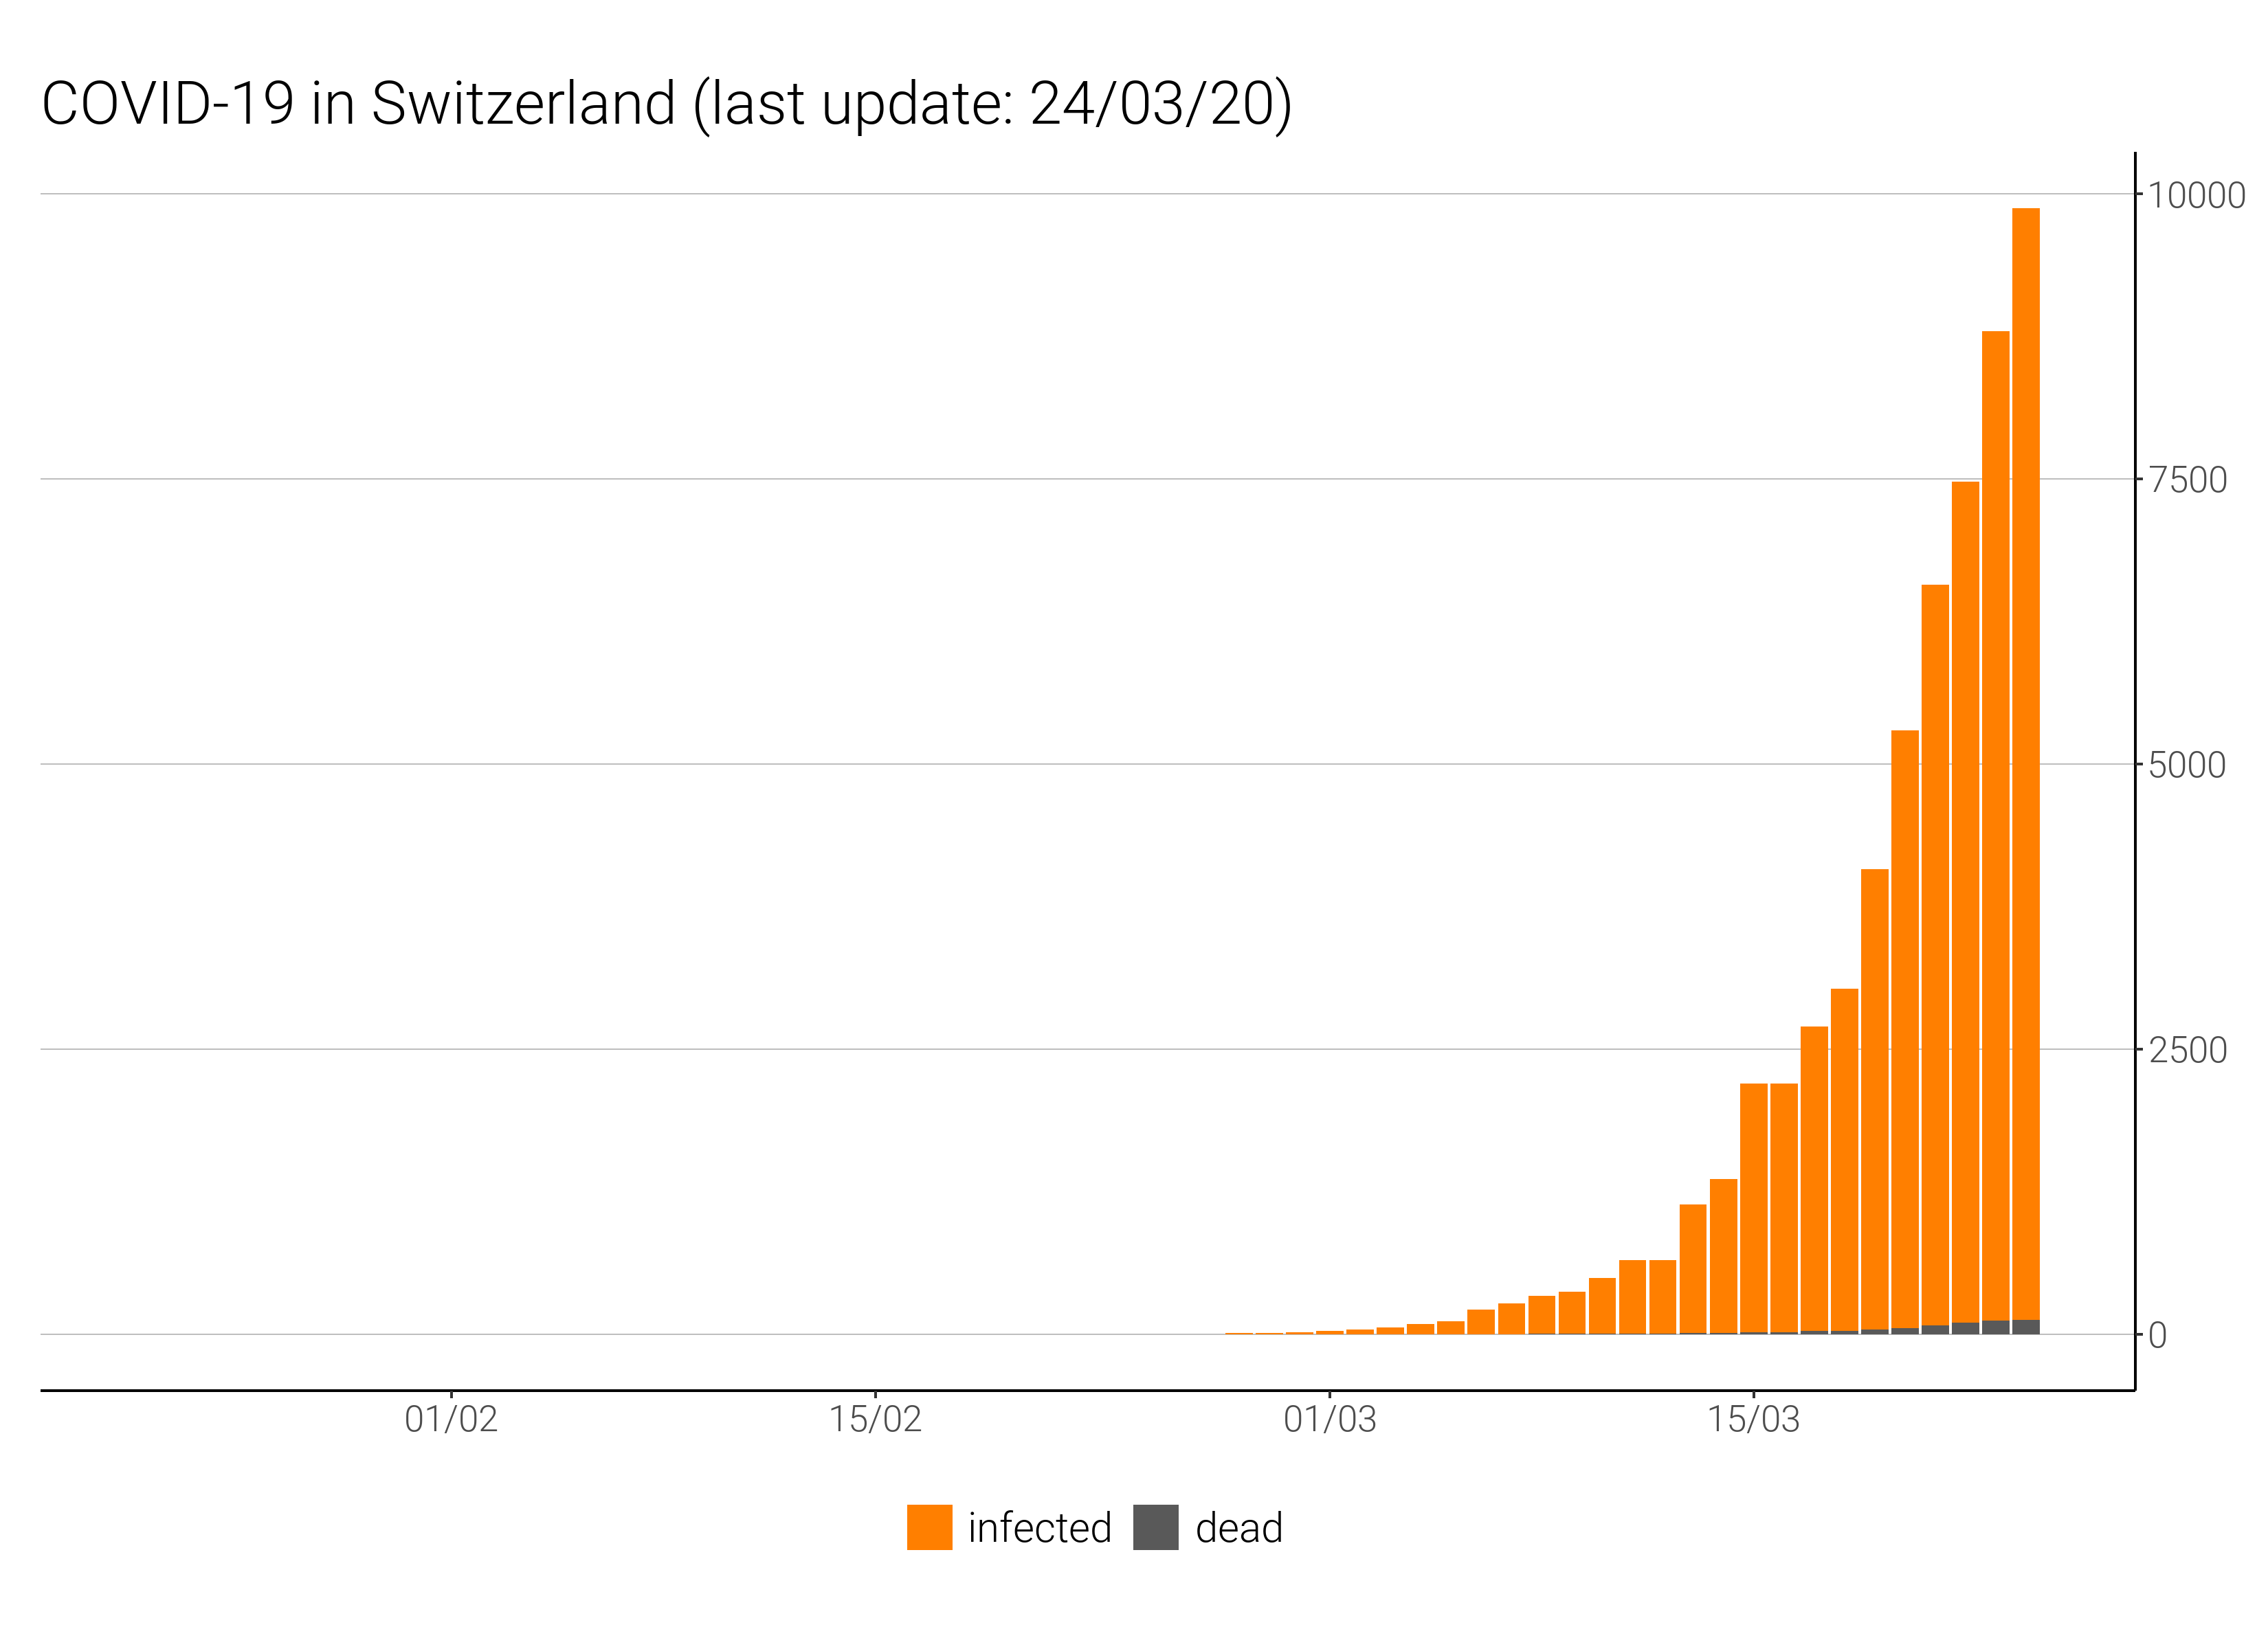 COVID-19 in Switzerland (last update: 24/03/20)
10000
7500
5000
2500
0
01/02 15/02 01/03 15/03
infected dead